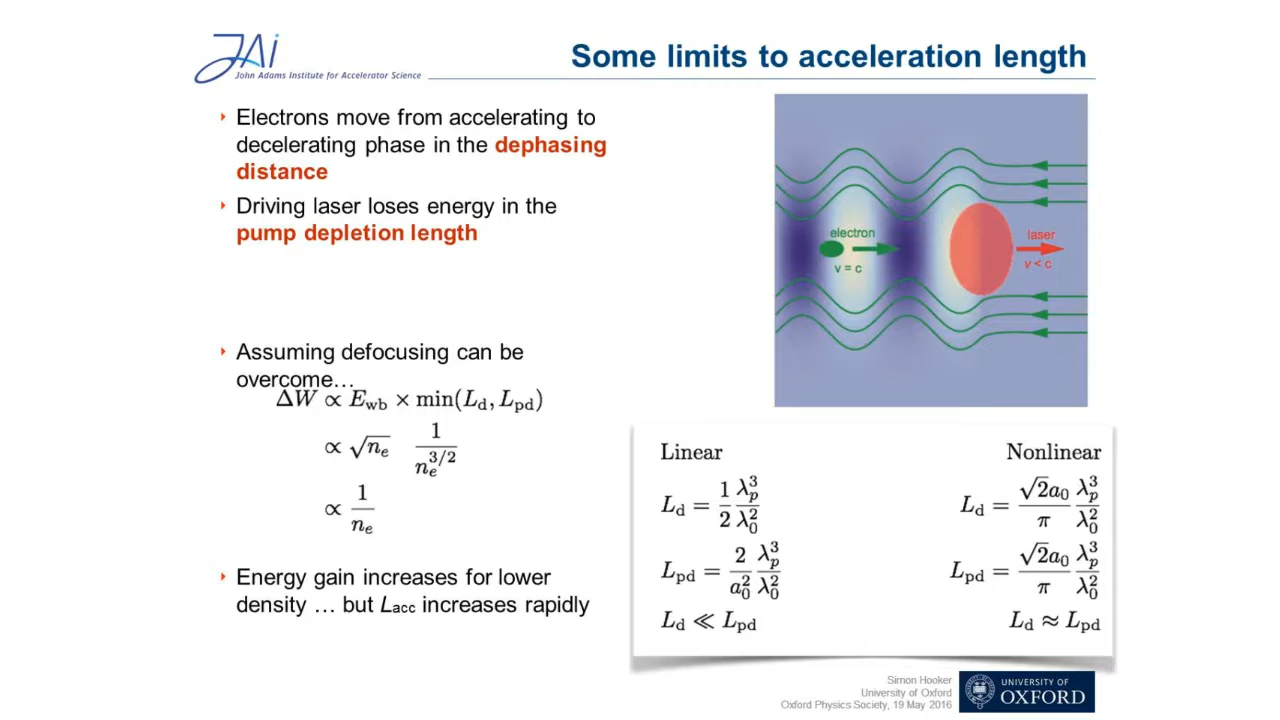 JAi
John Adams Institute for Accelerator Science
Some limits to acceleration length
‣ Electrons move from accelerating to
decelerating phase in the dephasing
distance
‣ Driving laser loses energy in the
pump depletion length
electron
v = c
laser
v < c
‣ Assuming defocusing can be
overcome…
ΔW ∝ E_wb × min(L_d, L_pd)
∝ √n_e 1/n_e^{3/2}
∝ 1/n_e
‣ Energy gain increases for lower
density … but L_acc increases rapidly
Linear
L_d = 1/2 λ_p^3/λ_0^2
L_pd = 2/a_0^2 λ_p^3/λ_0^2
L_d ≪ L_pd
Nonlinear
L_d = √2a_0/π λ_p^3/λ_0^2
L_pd = √2a_0/π λ_p^3/λ_0^2
L_d ≈ L_pd
Simon Hooker
University of Oxford
Oxford Physics Society, 19 May 2016
UNIVERSITY OF
OXFORD